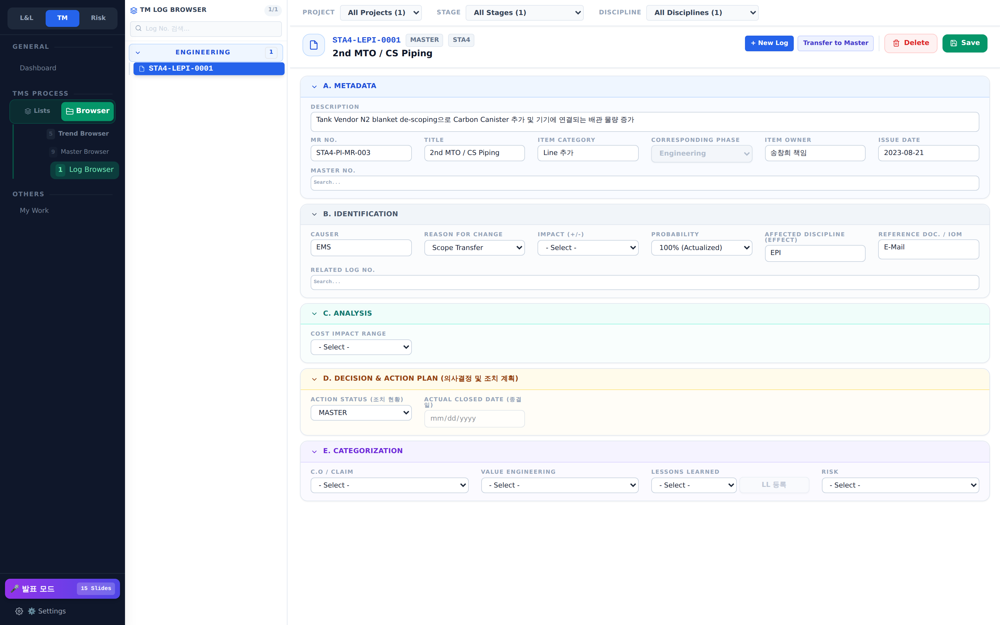 L&L
TM
Risk
GENERAL
Dashboard
TMS PROCESS
Lists
Browser
5 Trend Browser
9 Master Browser
1 Log Browser
OTHERS
My Work
🎤 발표 모드
15 Slides
⚙️ Settings
TM LOG BROWSER
1/1
Log No. 검색...
ENGINEERING
1
STA4-LEPI-0001
PROJECT
All Projects (1)
STAGE
All Stages (1)
DISCIPLINE
All Disciplines (1)
STA4-LEPI-0001
MASTER
STA4
2nd MTO / CS Piping
+ New Log
Transfer to Master
Delete
Save
A. METADATA
DESCRIPTION
Tank Vendor N2 blanket de-scoping으로 Carbon Canister 추가 및 기기에 연결되는 배관 물량 증가
MR NO.
STA4-PI-MR-003
TITLE
2nd MTO / CS Piping
ITEM CATEGORY
Line 추가
CORRESPONDING PHASE
Engineering
ITEM OWNER
송창희 책임
ISSUE DATE
2023-08-21
MASTER NO.
Search...
B. IDENTIFICATION
CAUSER
EMS
REASON FOR CHANGE
Scope Transfer
IMPACT (+/-)
- Select -
PROBABILITY
100% (Actualized)
AFFECTED DISCIPLINE
(EFFECT)
EPI
REFERENCE DOC. / IOM
E-Mail
RELATED LOG NO.
Search...
C. ANALYSIS
COST IMPACT RANGE
- Select -
D. DECISION & ACTION PLAN (의사결정 및 조치 계획)
ACTION STATUS (조치 현황)
MASTER
ACTUAL CLOSED DATE (종결
일)
mm/dd/yyyy
E. CATEGORIZATION
C.O / CLAIM
- Select -
VALUE ENGINEERING
- Select -
LESSONS LEARNED
- Select -
LL 등록
RISK
- Select -